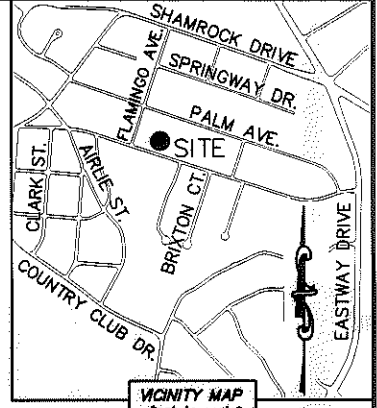 SHAMROCK DRIVE
SPRINGWAY DR.
FLAMINGO AVE.
PALM AVE.
SITE
CLARK ST.
AIRLIE ST.
BRIXTON CT.
EASTWAY DRIVE
COUNTRY CLUB DR.
VICINITY MAP